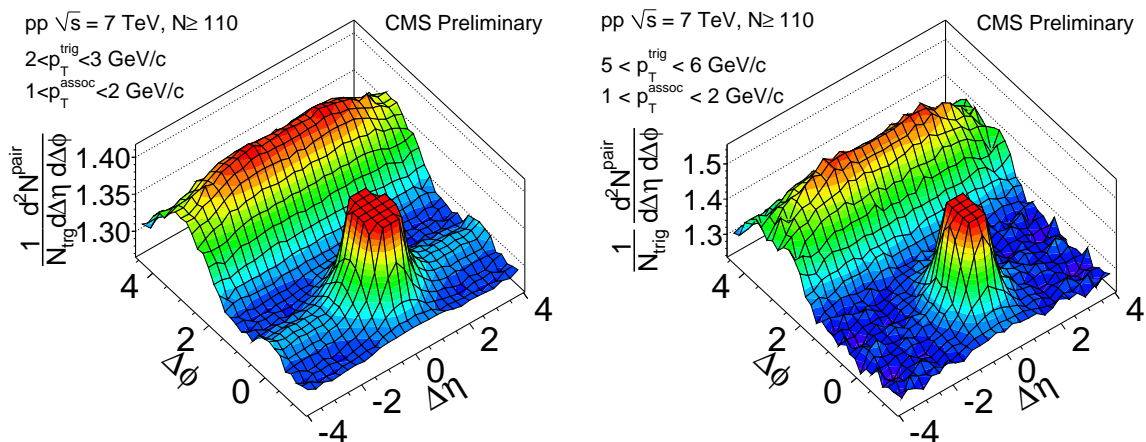 pp √s = 7 TeV, N≥ 110
CMS Preliminary
2<p_T^trig<3 GeV/c
1<p_T^assoc<2 GeV/c
1/N_trg d²N^pair/dΔη dΔϕ
1.40
1.35
1.30
4
2
0
Δϕ
-4
-2
0
2
4
Δη
pp √s = 7 TeV, N≥ 110
CMS Preliminary
5 < p_T^trig < 6 GeV/c
1 < p_T^assoc < 2 GeV/c
1/N_trig d²N^pair/dΔη dΔϕ
1.5
1.4
1.3
4
2
0
Δϕ
-4
-2
0
2
4
Δη